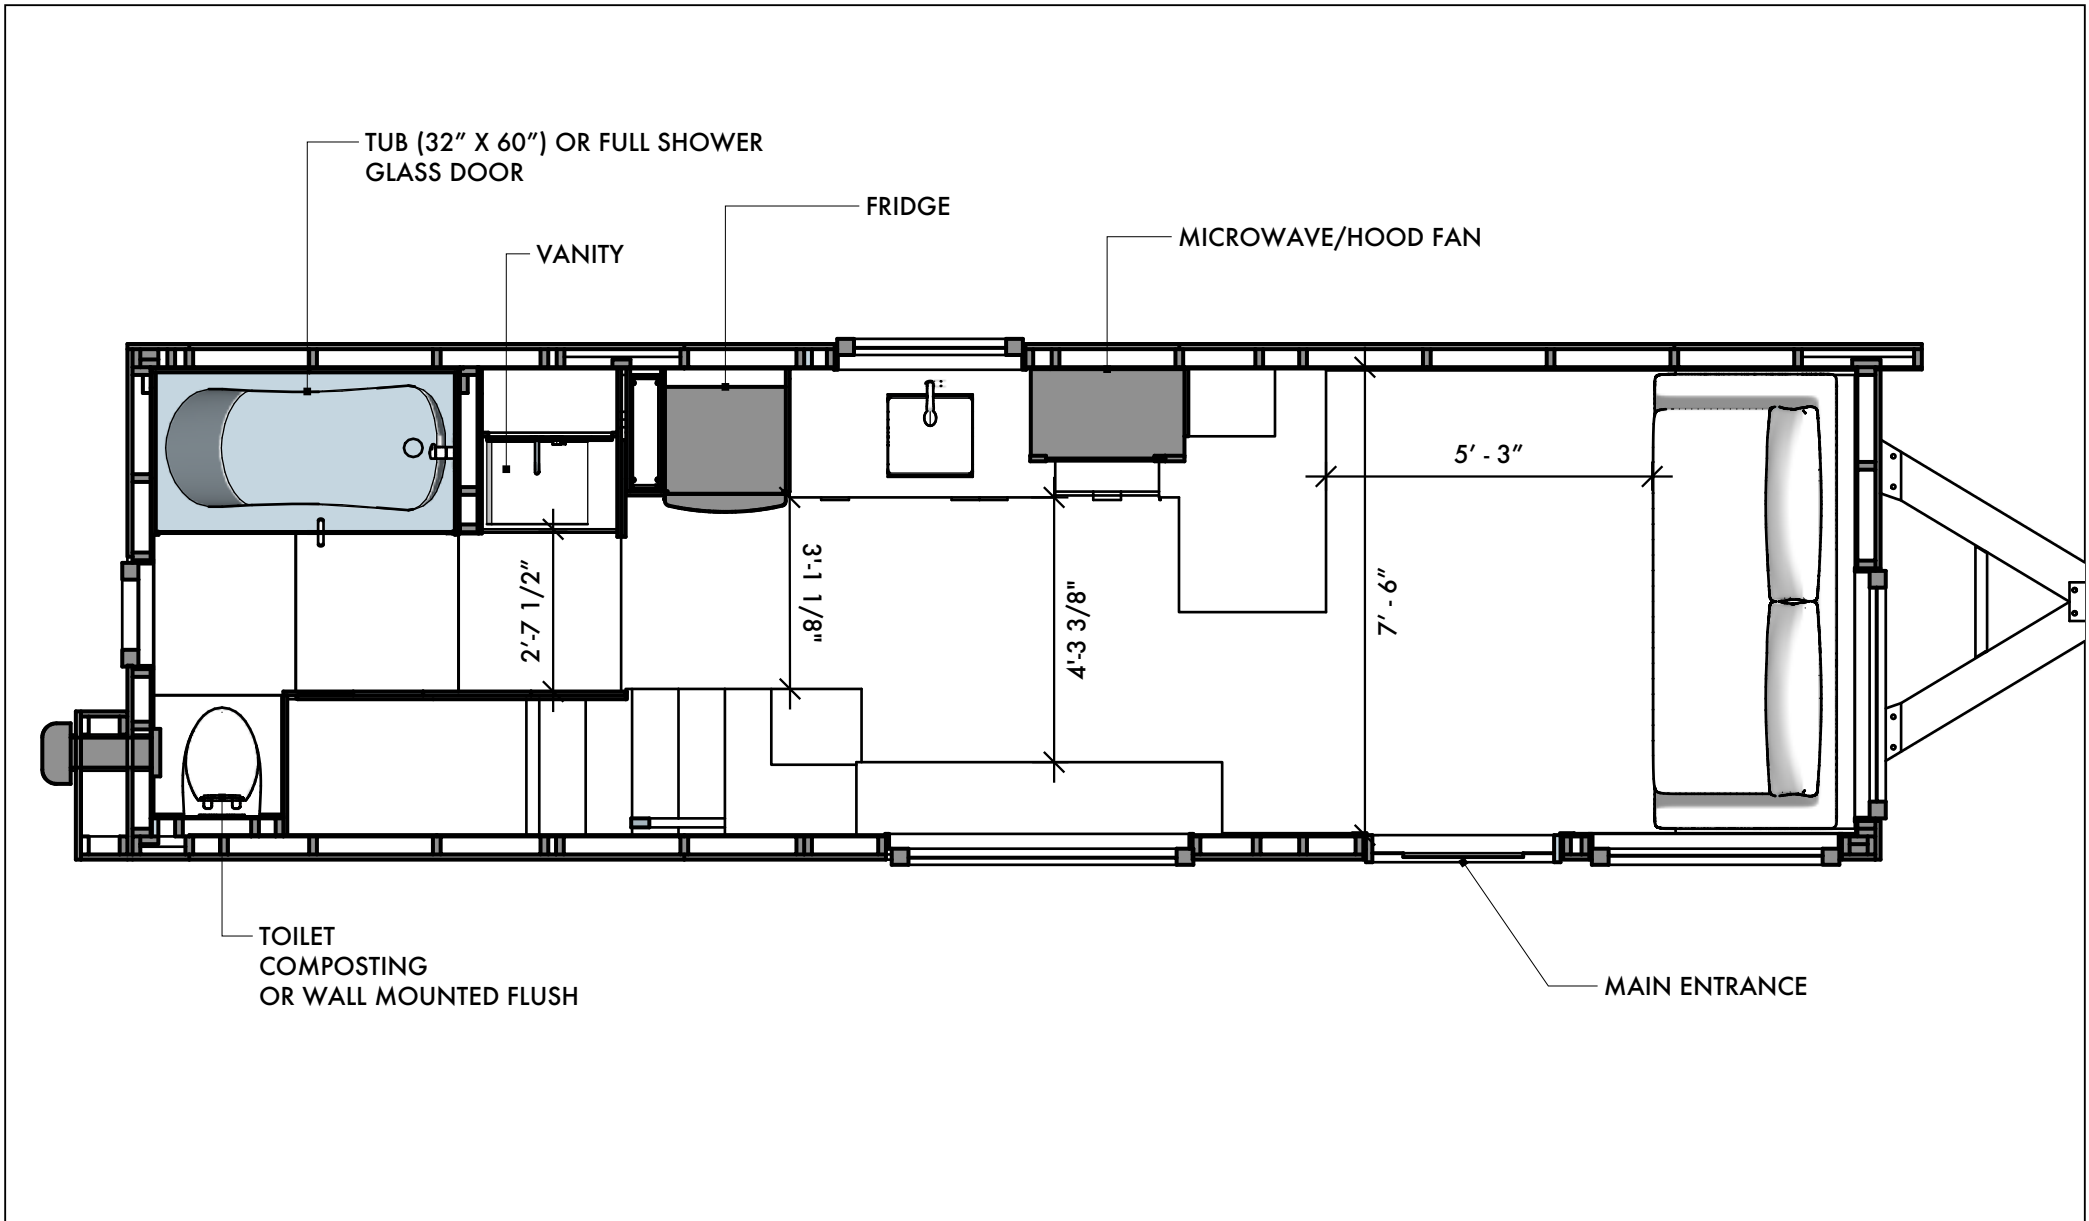 TUB (32” X 60”) OR FULL SHOWER
GLASS DOOR
FRIDGE
MICROWAVE/HOOD FAN
VANITY
5’ - 3”
2’-7 1/2”
3'-1 1/8"
4'-3 3/8"
7’ - 6”
TOILET
COMPOSTING
OR WALL MOUNTED FLUSH
MAIN ENTRANCE